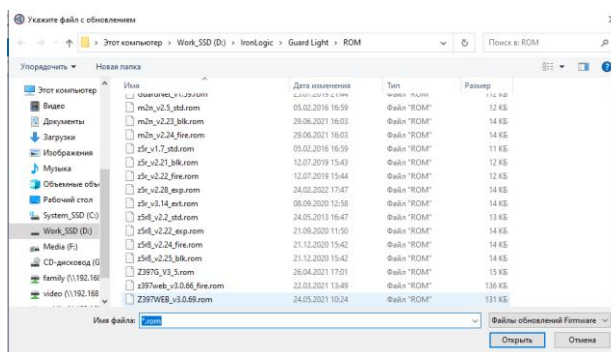 Укажите файл с обновлением
Этот компьютер > Work_SSD (D:) > IronLogic > Guard Light > ROM
Поиск в: ROM
Упорядочить
Новая папка
Этот компьютер
Видео
Документы
Загрузки
Изображения
Музыка
Объемные объ
Рабочий стол
System_SSD (C:)
Work_SSD (D:)
Media (F:)
CD-дисковод (G
family (\\192.168
video (\\192.168
Имя Дата изменения Тип Размер
m2n_v2.5_std.rom 05.02.2016 16:59 Файл "ROM" 12 КБ
m2n_v2.23_blk.rom 29.06.2021 16:03 Файл "ROM" 14 КБ
m2n_v2.24_fire.rom 29.06.2021 16:03 Файл "ROM" 14 КБ
z5r_v1.7_std.rom 05.02.2016 16:59 Файл "ROM" 11 КБ
z5r_v2.21_blk.rom 12.07.2019 15:43 Файл "ROM" 12 КБ
z5r_v2.22_fire.rom 12.07.2019 15:44 Файл "ROM" 12 КБ
z5r_v2.28_exp.rom 24.02.2022 17:47 Файл "ROM" 14 КБ
z5r_v3.14_ext.rom 08.09.2020 12:58 Файл "ROM" 14 КБ
z5r8_v2.2_std.rom 24.05.2013 16:47 Файл "ROM" 13 КБ
z5r8_v2.22_exp.rom 21.09.2020 11:50 Файл "ROM" 14 КБ
z5r8_v2.24_fire.rom 21.12.2020 15:42 Файл "ROM" 14 КБ
z5r8_v2.25_blk.rom 21.12.2020 15:42 Файл "ROM" 14 КБ
Z397G_V3_5.rom 26.04.2021 17:01 Файл "ROM" 15 КБ
z397web_v3.0.66_fire.rom 22.03.2021 13:49 Файл "ROM" 136 КБ
Z397WEB_v3.0.69.rom 24.05.2021 10:24 Файл "ROM" 131 КБ
Имя файла: *.rom
Файлы обновлений Firmware
Открыть
Отмена